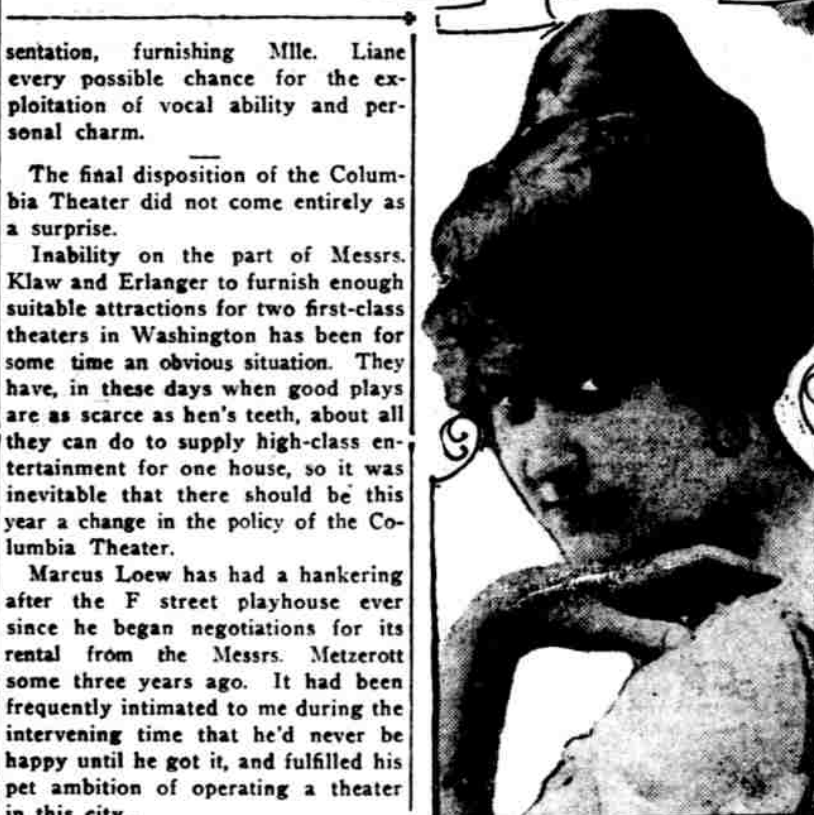 sentation, furnishing Mlle. Liane
every possible chance for the ex-
ploitation of vocal ability and per-
sonal charm.
The final disposition of the Colum-
bia Theater did not come entirely as
a surprise.
Inability on the part of Messrs.
Klaw and Erlanger to furnish enough
suitable attractions for two first-class
theaters in Washington has been for
some time an obvious situation. They
have, in these days when good plays
are as scarce as hen's teeth, about all
they can do to supply high-class en-
tertainment for one house, so it was
inevitable that there should be this
year a change in the policy of the Co-
lumbia Theater.
Marcus Loew has had a hankering
after the F street playhouse ever
since he began negotiations for its
rental from the Messrs. Metzerott
some three years ago. It had been
frequently intimated to me during the
intervening time that he'd never be
happy until he got it, and fulfilled his
pet ambition of operating a theater
in this city.